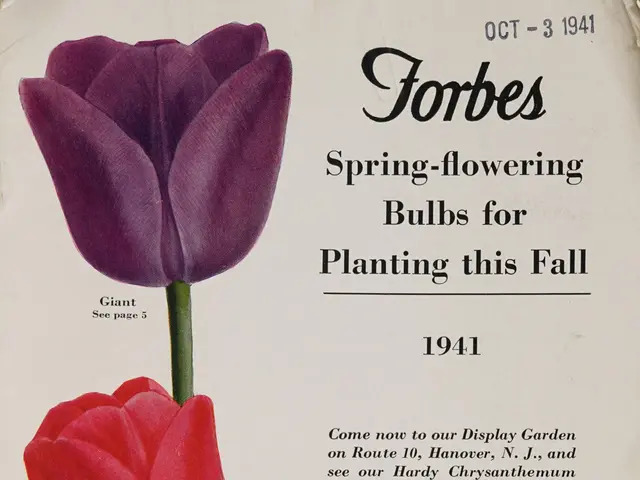 OCT - 3 1941
Forbes
Spring-flowering
Bulbs for
Planting this Fall
1941
Giant
See page 5
Come now to our Display Garden
on Route 10, Hanover, N. J., and
see our Hardy Chrysanthemum